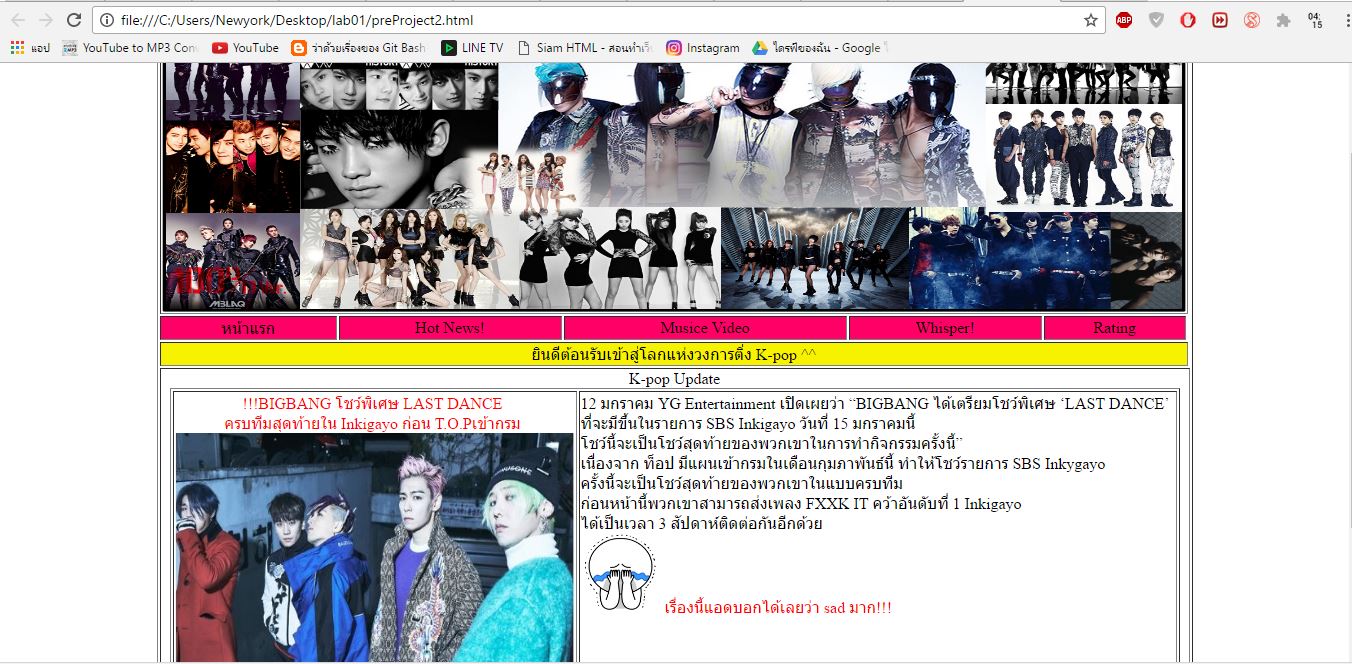 file:///C:/Users/Newyork/Desktop/lab01/preProject2.html
ABP
04:
15
แอป
YouTube to MP3 Con
YouTube
ว่าด้วยเรื่องของ Git Bash
LINE TV
Siam HTML - สอนทำเว็
Instagram
ไดรฟ์ของฉัน - Google
HISTORY
MBLAQ
หน้าแรก
Hot News!
Musice Video
Whisper!
Rating
ยินดีต้อนรับเข้าสู่โลกแห่งวงการติ่ง K-pop ^^
K-pop Update
!!!BIGBANG โชว์พิเศษ LAST DANCE
ครบทีมสุดท้ายใน Inkigayo ก่อน T.O.Pเข้ากรม
12 มกราคม YG Entertainment เปิดเผยว่า “BIGBANG ได้เตรียมโชว์พิเศษ ‘LAST DANCE’
ที่จะมีขึ้นในรายการ SBS Inkigayo วันที่ 15 มกราคมนี้
โชว์นี้จะเป็นโชว์สุดท้ายของพวกเขาในการทำกิจกรรมครั้งนี้”
เนื่องจาก ท็อป มีแผนเข้ากรมในเดือนกุมภาพันธ์นี้ ทำให้โชว์รายการ SBS Inkygayo
ครั้งนี้จะเป็นโชว์สุดท้ายของพวกเขาในแบบครบทีม
ก่อนหน้านี้พวกเขาสามารถส่งเพลง FXXK IT คว้าอันดับที่ 1 Inkigayo
ได้เป็นเวลา 3 สัปดาห์ติดต่อกันอีกด้วย
เรื่องนี้แอดบอกได้เลยว่า sad มาก!!!